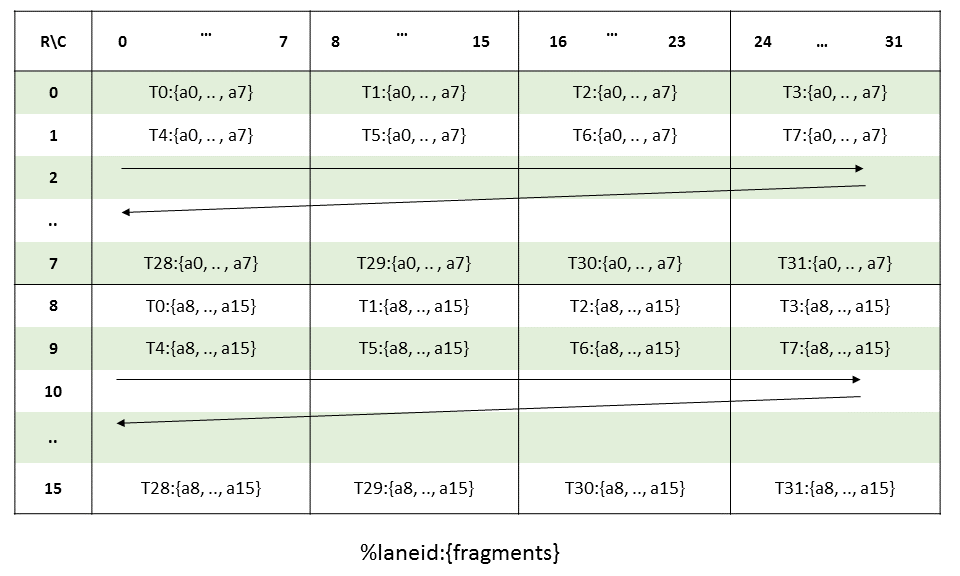 R\C 0 ... 7 8 ... 15 16 ... 23 24 ... 31
0 T0:{a0, .. , a7} T1:{a0, .. , a7} T2:{a0, .. , a7} T3:{a0, .. , a7}
1 T4:{a0, .. , a7} T5:{a0, .. , a7} T6:{a0, .. , a7} T7:{a0, .. , a7}
2
..
7 T28:{a0, .. , a7} T29:{a0, .. , a7} T30:{a0, .. , a7} T31:{a0, .. , a7}
8 T0:{a8, .., a15} T1:{a8, .., a15} T2:{a8, .., a15} T3:{a8, .., a15}
9 T4:{a8, .., a15} T5:{a8, .., a15} T6:{a8, .., a15} T7:{a8, .., a15}
10
..
15 T28:{a8, .., a15} T29:{a8, .., a15} T30:{a8, .., a15} T31:{a8, .., a15}
%laneid:{fragments}